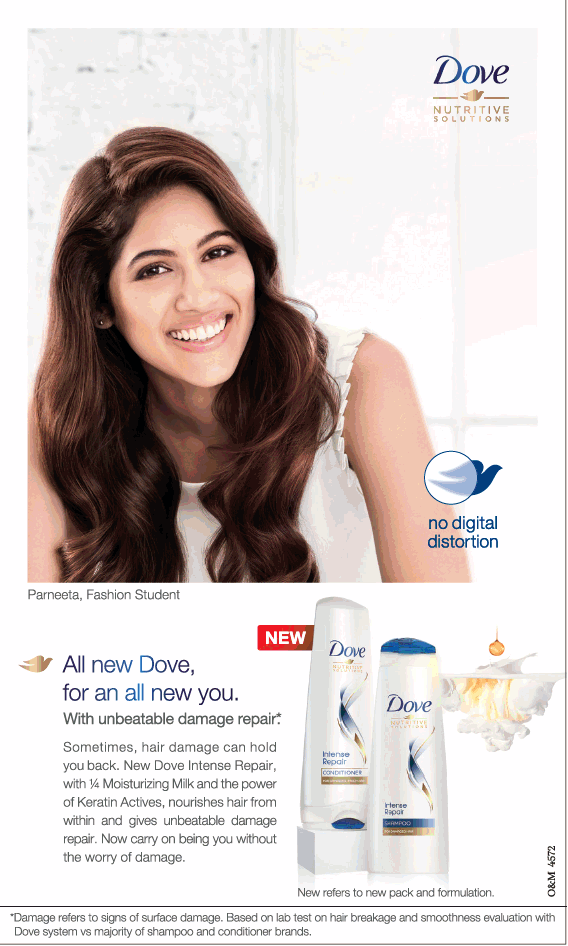 Dove
NUTRITIVE
SOLUTIONS
no digital
distortion
Parneeta, Fashion Student
NEW
All new Dove,
for an all new you.
With unbeatable damage repair*.
Sometimes, hair damage can hold
you back. New Dove Intense Repair,
with ¼ Moisturizing Milk and the power
of Keratin Actives, nourishes hair from
within and gives unbeatable damage
repair. Now carry on being you without
the worry of damage.
Dove
NUTRITIVE
SOLUTIONS
Intense
Repair
CONDITIONER
Dove
NUTRITIVE
SOLUTIONS
Intense
Repair
SHAMPOO
New refers to new pack and formulation.
O&M 4572
*Damage refers to signs of surface damage. Based on lab test on hair breakage and smoothness evaluation with
Dove system vs majority of shampoo and conditioner brands.